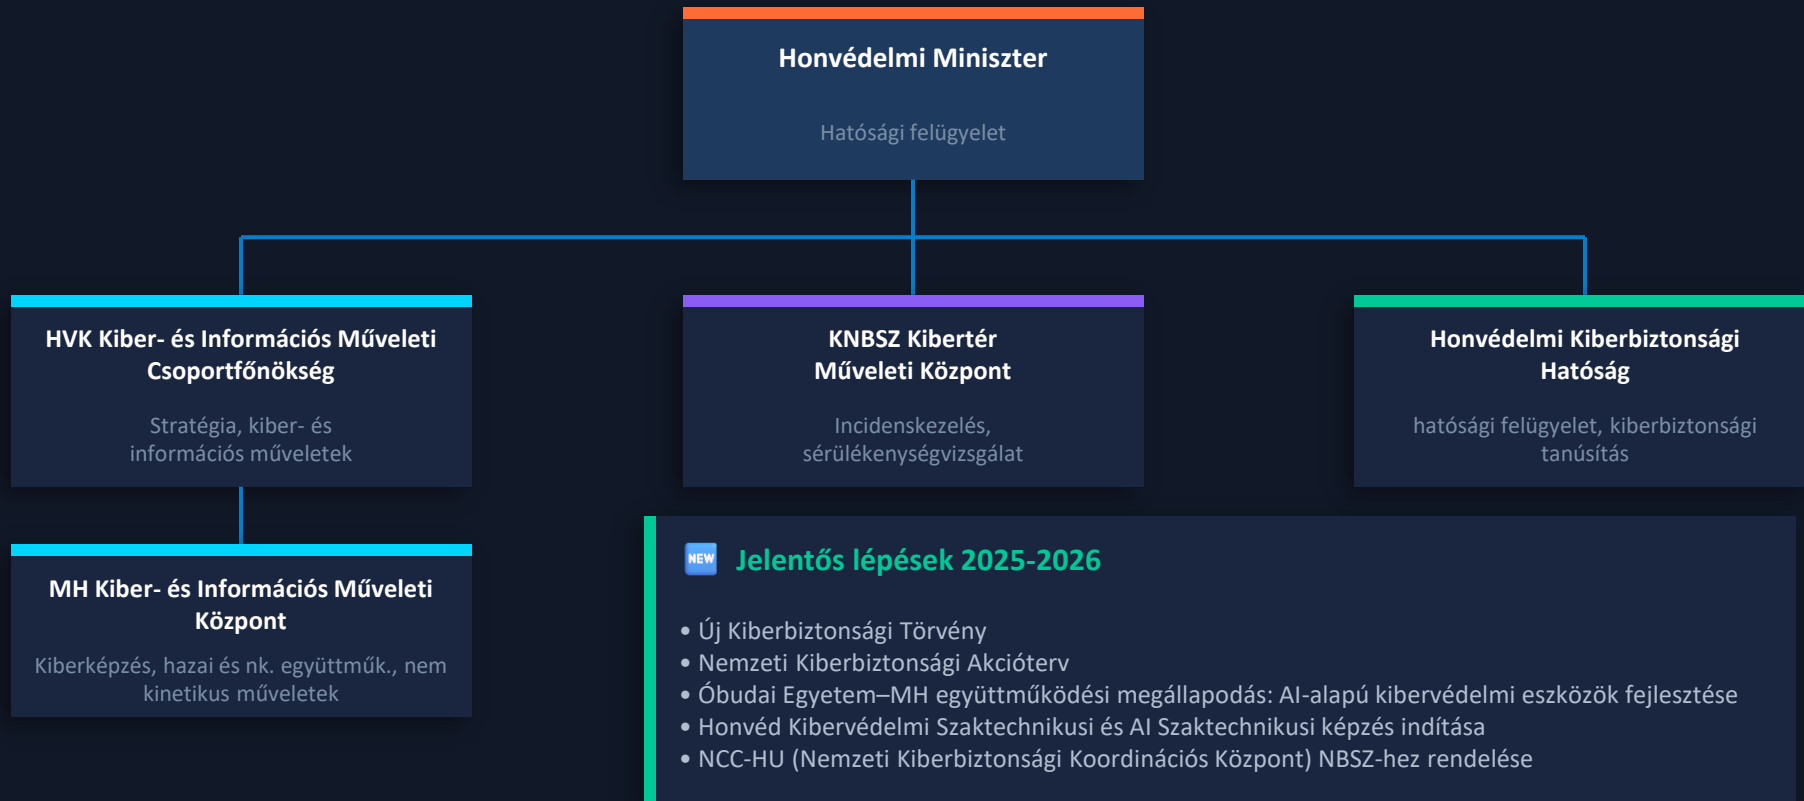 Honvédelmi Miniszter
Hatósági felügyelet
HVK Kiber- és Információs Műveleti
Csoportfőnökség
Stratégia, kiber- és
információs műveletek
KNBSZ Kibertér
Műveleti Központ
Incidenskezelés,
sérülékenységvizsgálat
Honvédelmi Kiberbiztonsági
Hatóság
hatósági felügyelet, kiberbiztonsági
tanúsítás
MH Kiber- és Információs Műveleti
Központ
Kiberképzés, hazai és nk. együttműk., nem
kinetikus műveletek
NEW Jelentős lépések 2025-2026
• Új Kiberbiztonsági Törvény
• Nemzeti Kiberbiztonsági Akcióterv
• Óbudai Egyetem–MH együttműködési megállapodás: AI-alapú kibervédelmi eszközök fejlesztése
• Honvéd Kibervédelmi Szaktechnikusi és AI Szaktechnikusi képzés indítása
• NCC-HU (Nemzeti Kiberbiztonsági Koordinációs Központ) NBSZ-hez rendelése